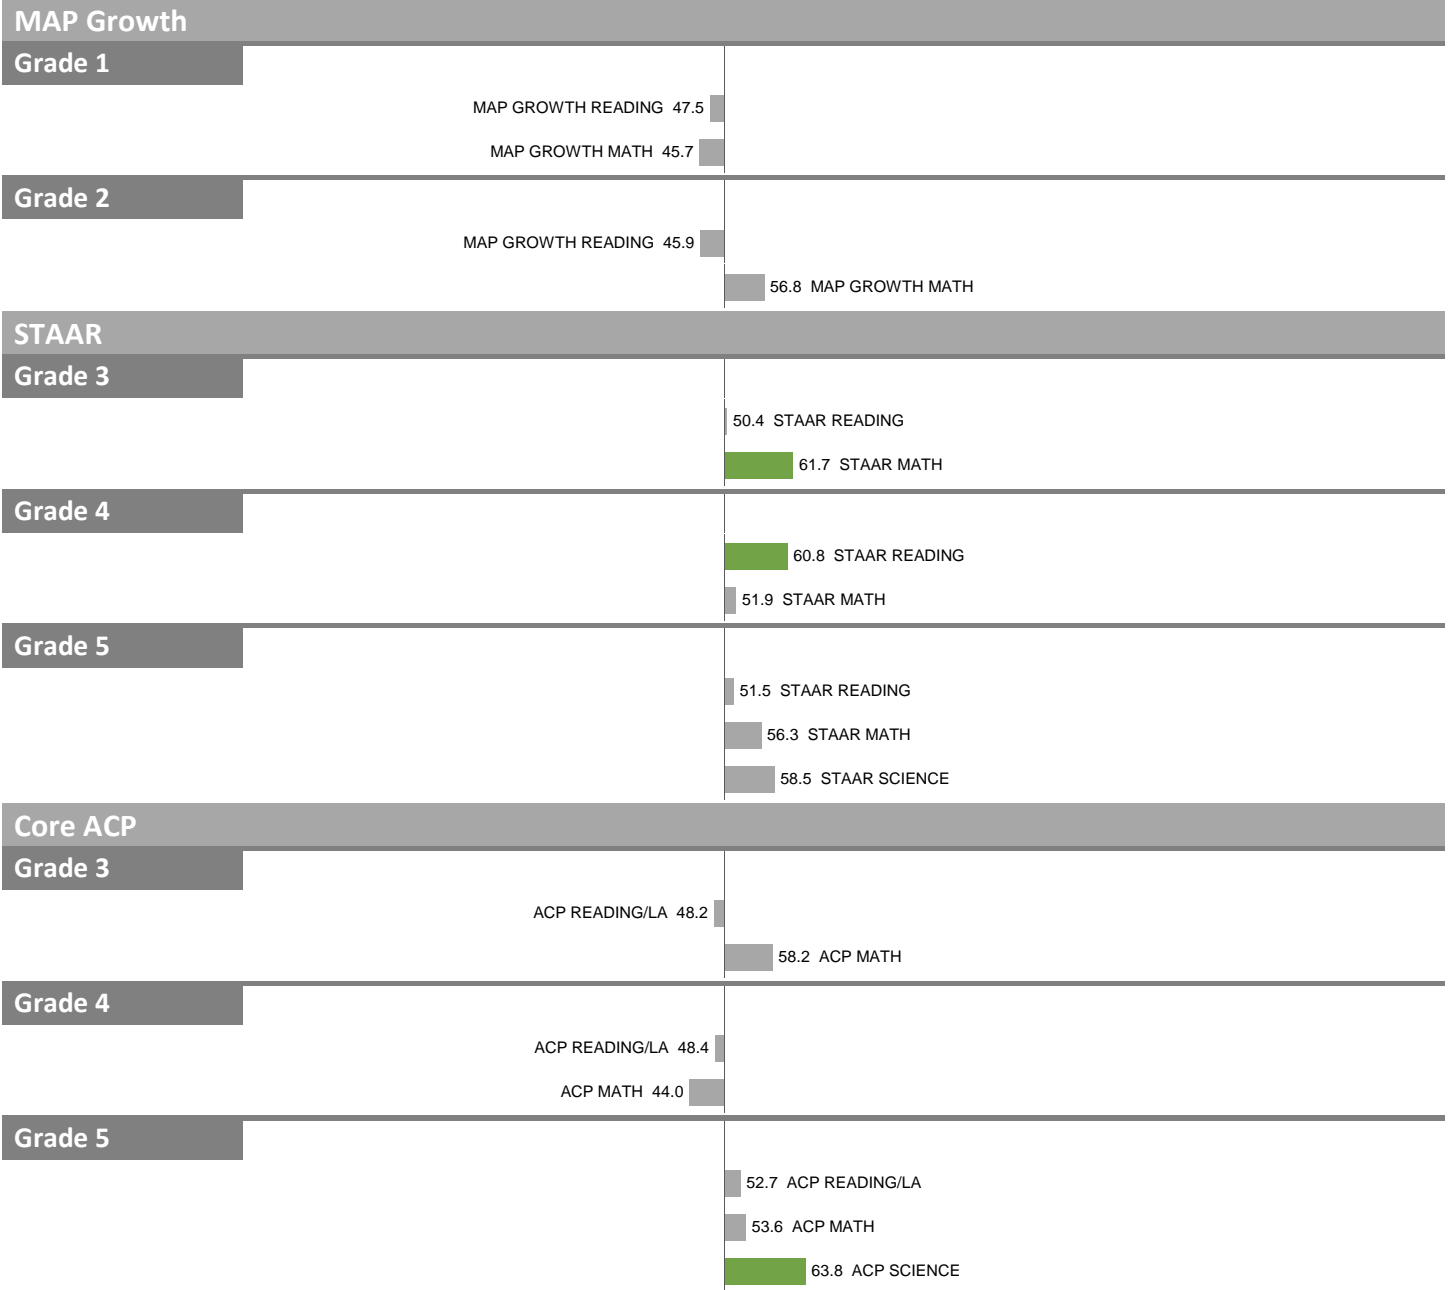 MAP Growth
Grade 1
MAP GROWTH READING 47.5
MAP GROWTH MATH 45.7
Grade 2
MAP GROWTH READING 45.9
56.8 MAP GROWTH MATH
STAAR
Grade 3
50.4 STAAR READING
61.7 STAAR MATH
Grade 4
60.8 STAAR READING
51.9 STAAR MATH
Grade 5
51.5 STAAR READING
56.3 STAAR MATH
58.5 STAAR SCIENCE
Core ACP
Grade 3
ACP READING/LA 48.2
58.2 ACP MATH
Grade 4
ACP READING/LA 48.4
ACP MATH 44.0
Grade 5
52.7 ACP READING/LA
53.6 ACP MATH
63.8 ACP SCIENCE